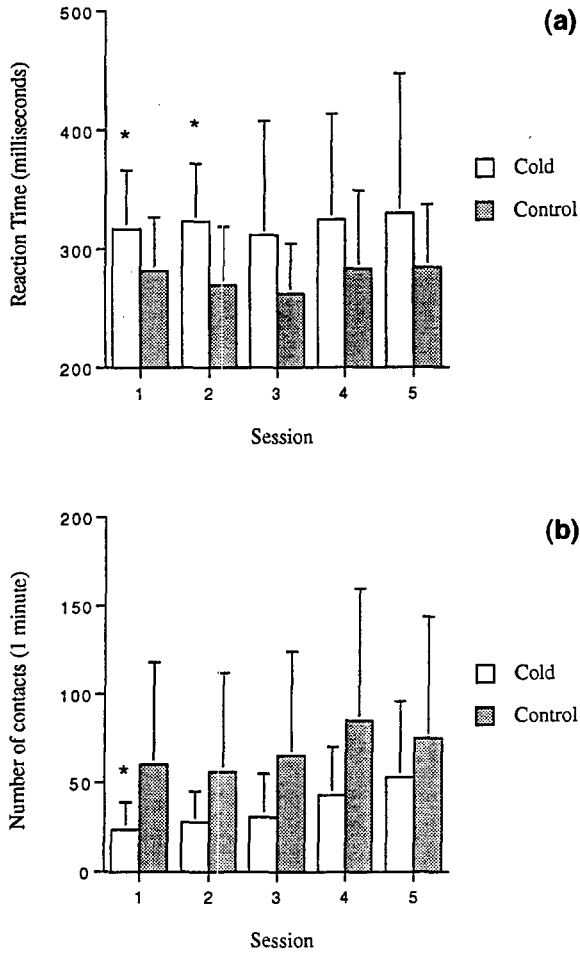 (a)
500
400
300
200
Reaction Time (milliseconds)
* *
Cold
Control
1 2 3 4 5
Session
(b)
200
150
100
50
0
Number of contacts (1 minute)
*
Cold
Control
1 2 3 4 5
Session